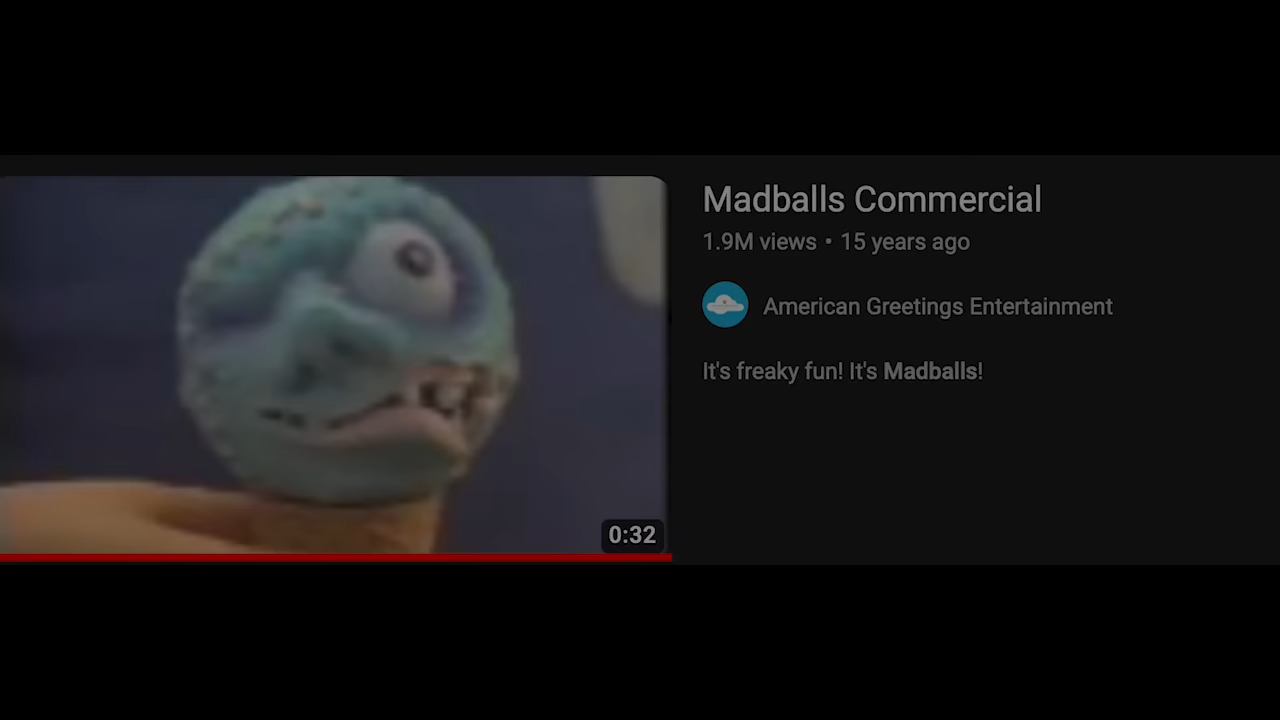 Madballs Commercial
1.9M views • 15 years ago
American Greetings Entertainment
It's freaky fun! It's Madballs!
0:32